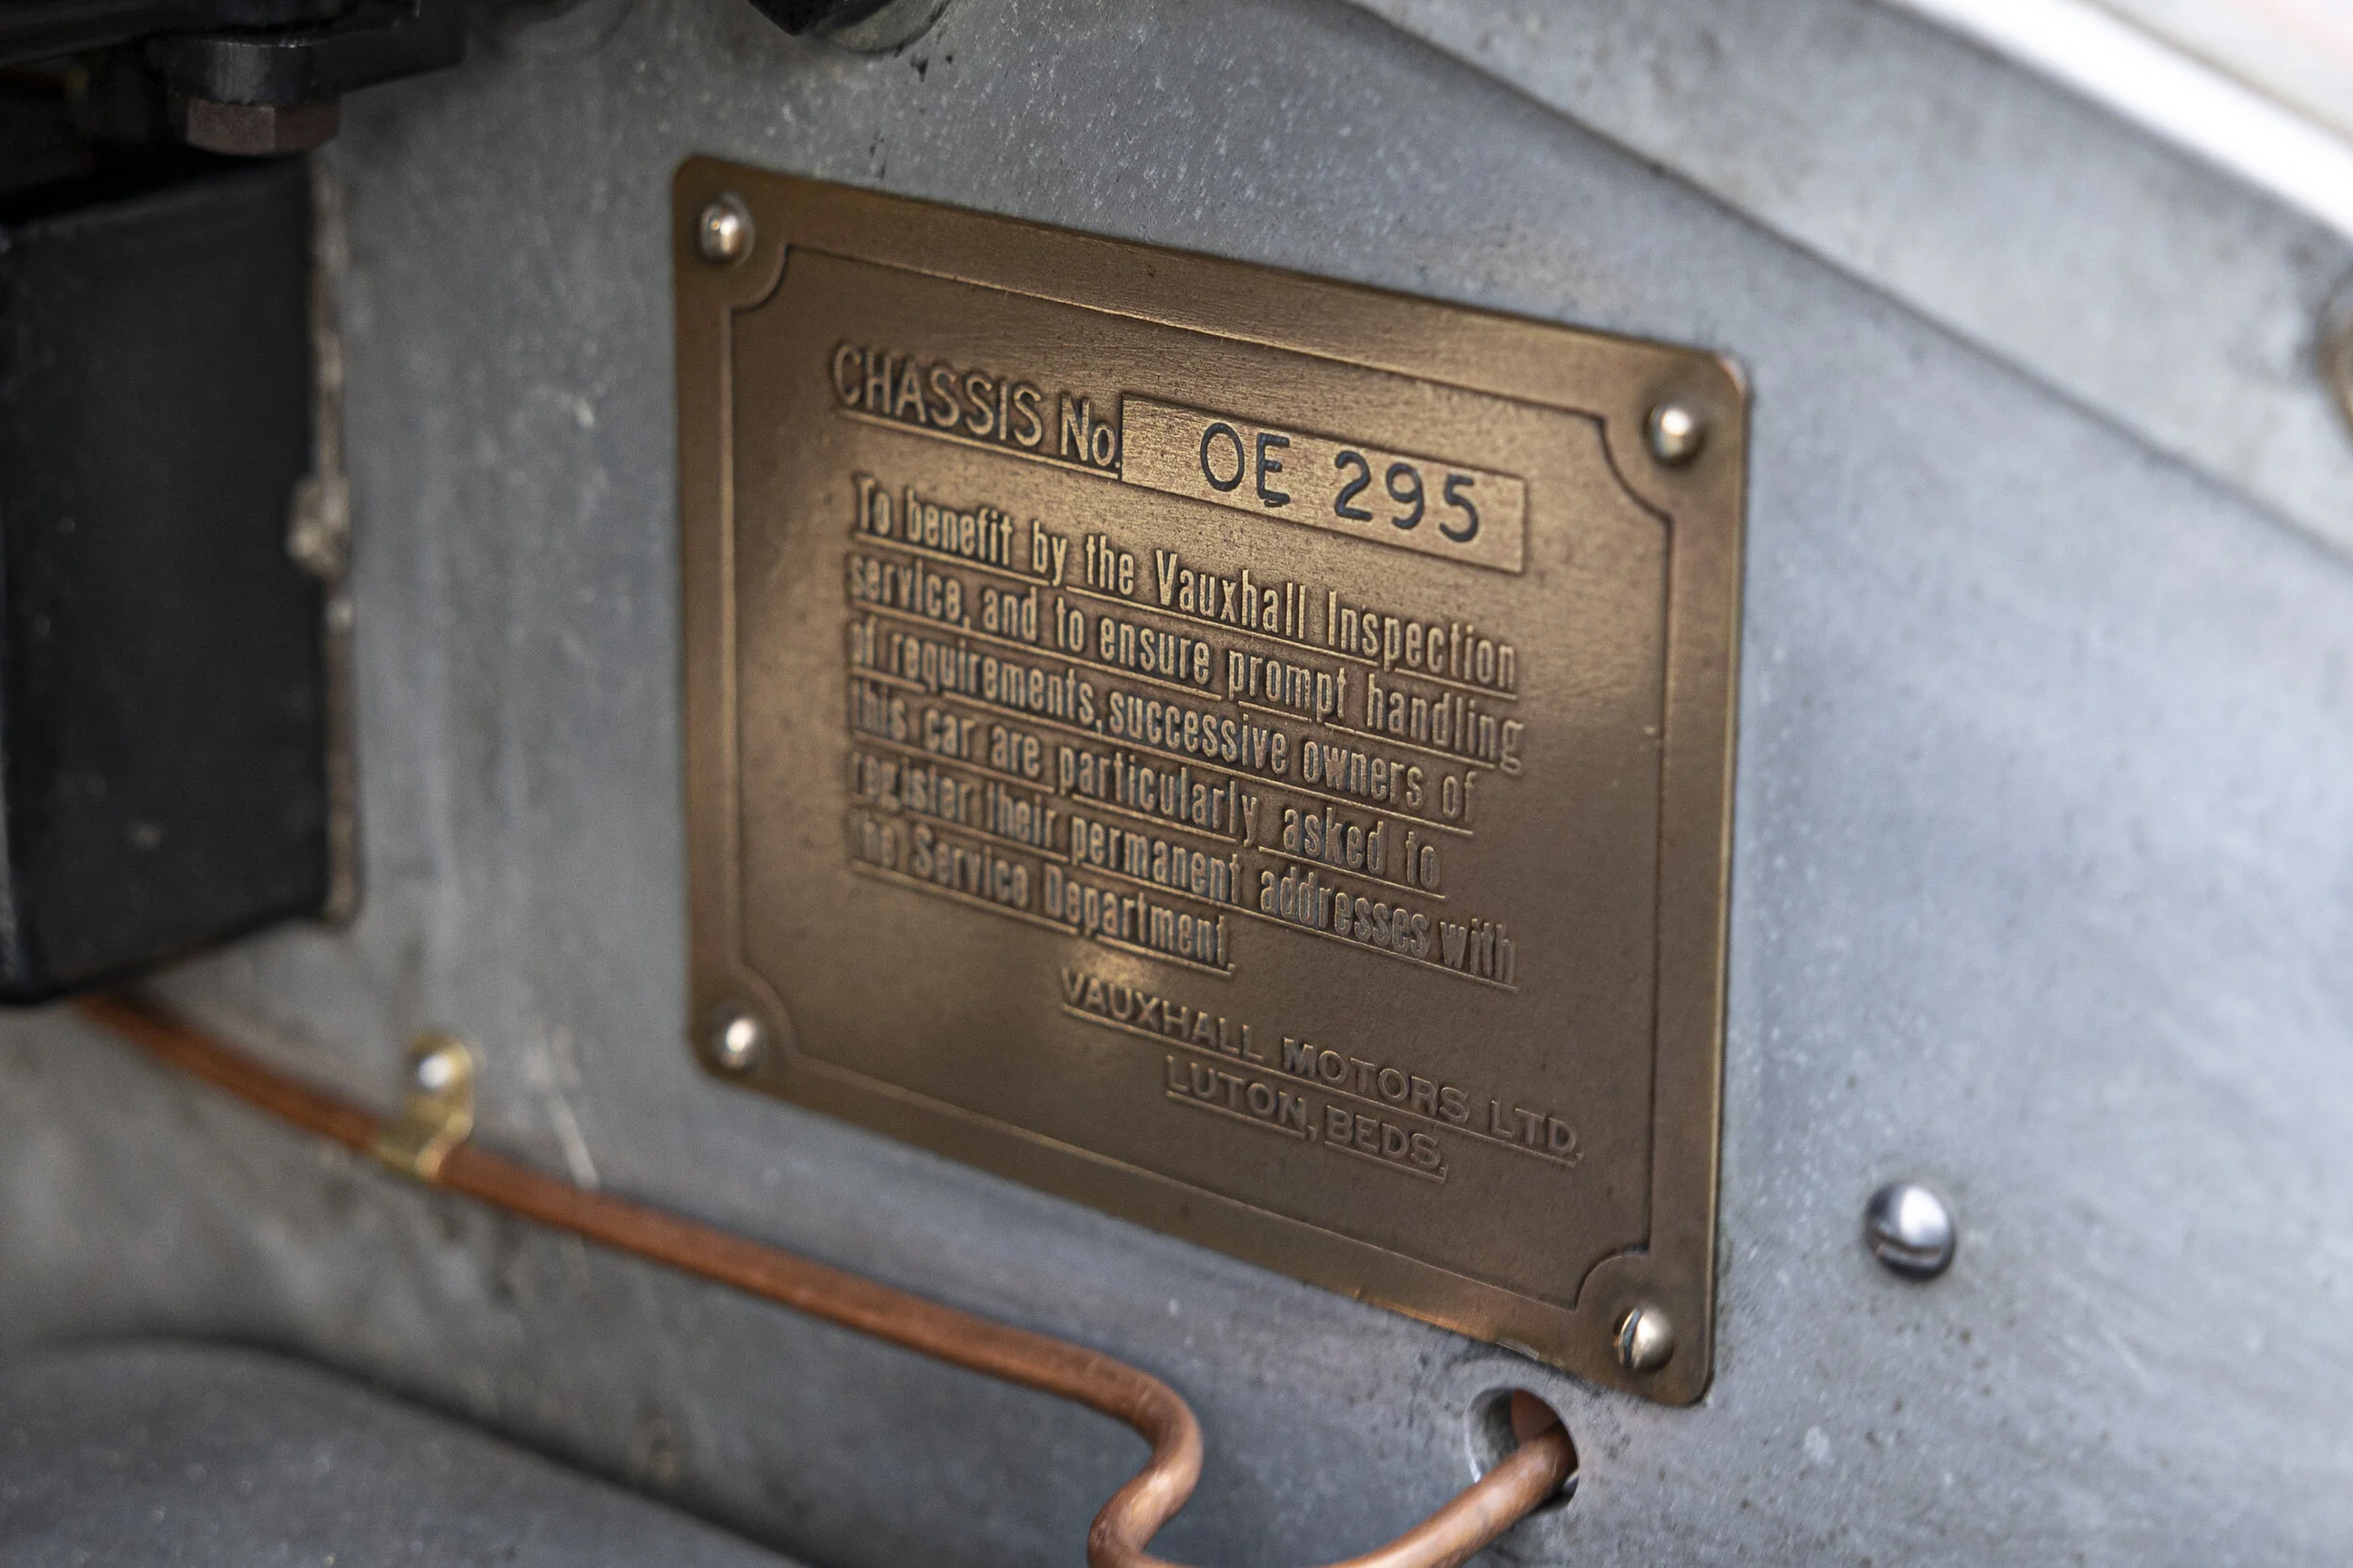 CHASSIS No. OE 295
To benefit by the Vauxhall Inspection
service, and to ensure prompt handling
of requirements, successive owners of
this car are particularly asked to
register their permanent addresses with
the Service Department.
VAUXHALL MOTORS LTD.
LUTON, BEDS.